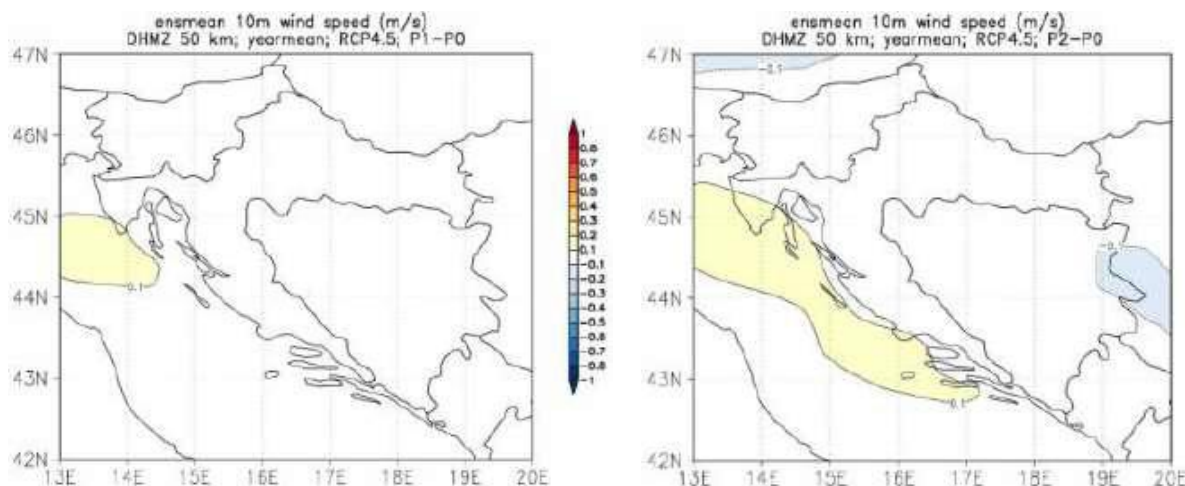 ensmean 10m wind speed (m/s)
DHMZ 50 km; yearmean; RCP4.5; P1-P0
47N
46N
45N
44N
43N
42N
13E 14E 15E 16E 17E 18E 19E 20E
0.1
1
0.8
0.7
0.6
0.5
0.4
0.3
0.2
0.1
-0.1
-0.2
-0.3
-0.4
-0.5
-0.6
-0.7
-0.8
-1
ensmean 10m wind speed (m/s)
DHMZ 50 km; yearmean; RCP4.5; P2-P0
47N
46N
45N
44N
43N
42N
13E 14E 15E 16E 17E 18E 19E 20E
-0.1
-0.1
0.1